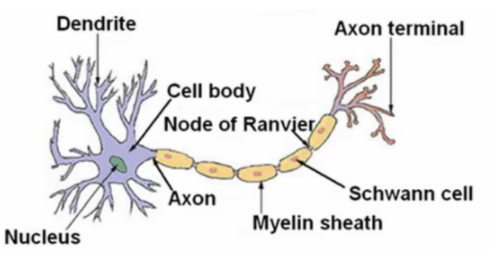 Dendrite
Axon terminal
Cell body
Node of Ranvier
Axon
Schwann cell
Myelin sheath
Nucleus